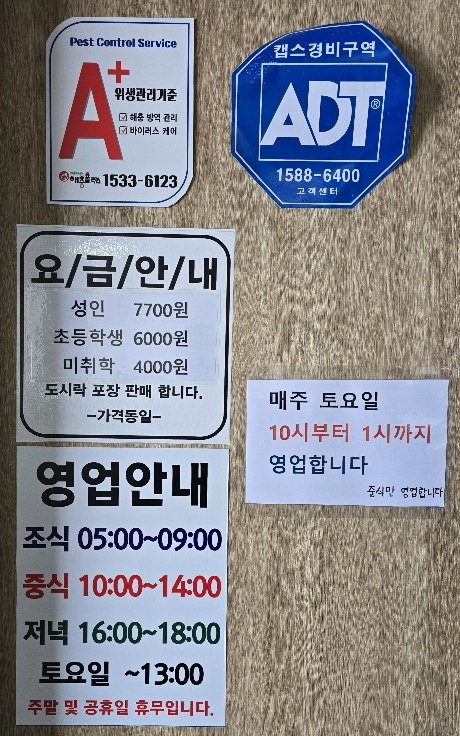 Pest Control Service
A+
위생관리기준
☑ 해충 방역 관리
☑ 바이러스 케어
1533-6123
캡스경비구역
ADT®
1588-6400
고객센터
요/금/안/내
성인 7700원
초등학생 6000원
미취학 4000원
도시락 포장 판매 합니다.
–가격동일–
매주 토요일
10시부터 1시까지
영업합니다
중식만 영업합니다
영업안내
조식 05:00~09:00
중식 10:00~14:00
저녁 16:00~18:00
토요일 ~13:00
주말 및 공휴일 휴무입니다.